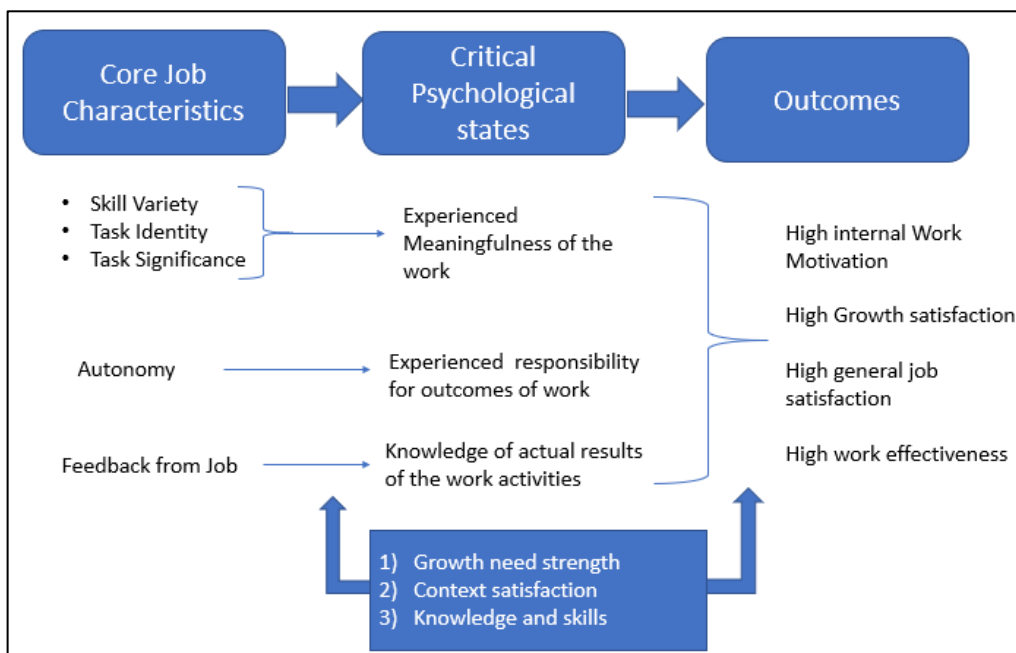 Core Job
Characteristics
Critical
Psychological
states
Outcomes
• Skill Variety
• Task Identity
• Task Significance
Experienced
Meaningfulness of the
work
Autonomy
Experienced responsibility
for outcomes of work
Feedback from Job
Knowledge of actual results
of the work activities
High internal Work
Motivation
High Growth satisfaction
High general job
satisfaction
High work effectiveness
1) Growth need strength
2) Context satisfaction
3) Knowledge and skills